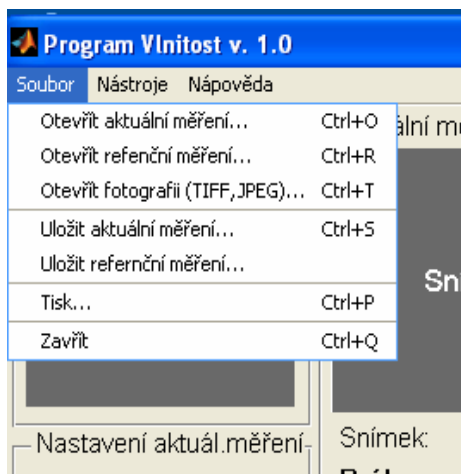 Program Vlnitost v. 1.0
Soubor Nástroje Nápověda
Otevřít aktuální měření... Ctrl+O
Otevřít refenční měření... Ctrl+R
Otevřít fotografii (TIFF,JPEG)... Ctrl+T
Uložit aktuální měření... Ctrl+S
Uložit refernční měření...
Tisk... Ctrl+P
Zavřít Ctrl+Q
Nastavení aktuál.měření
Snímek: